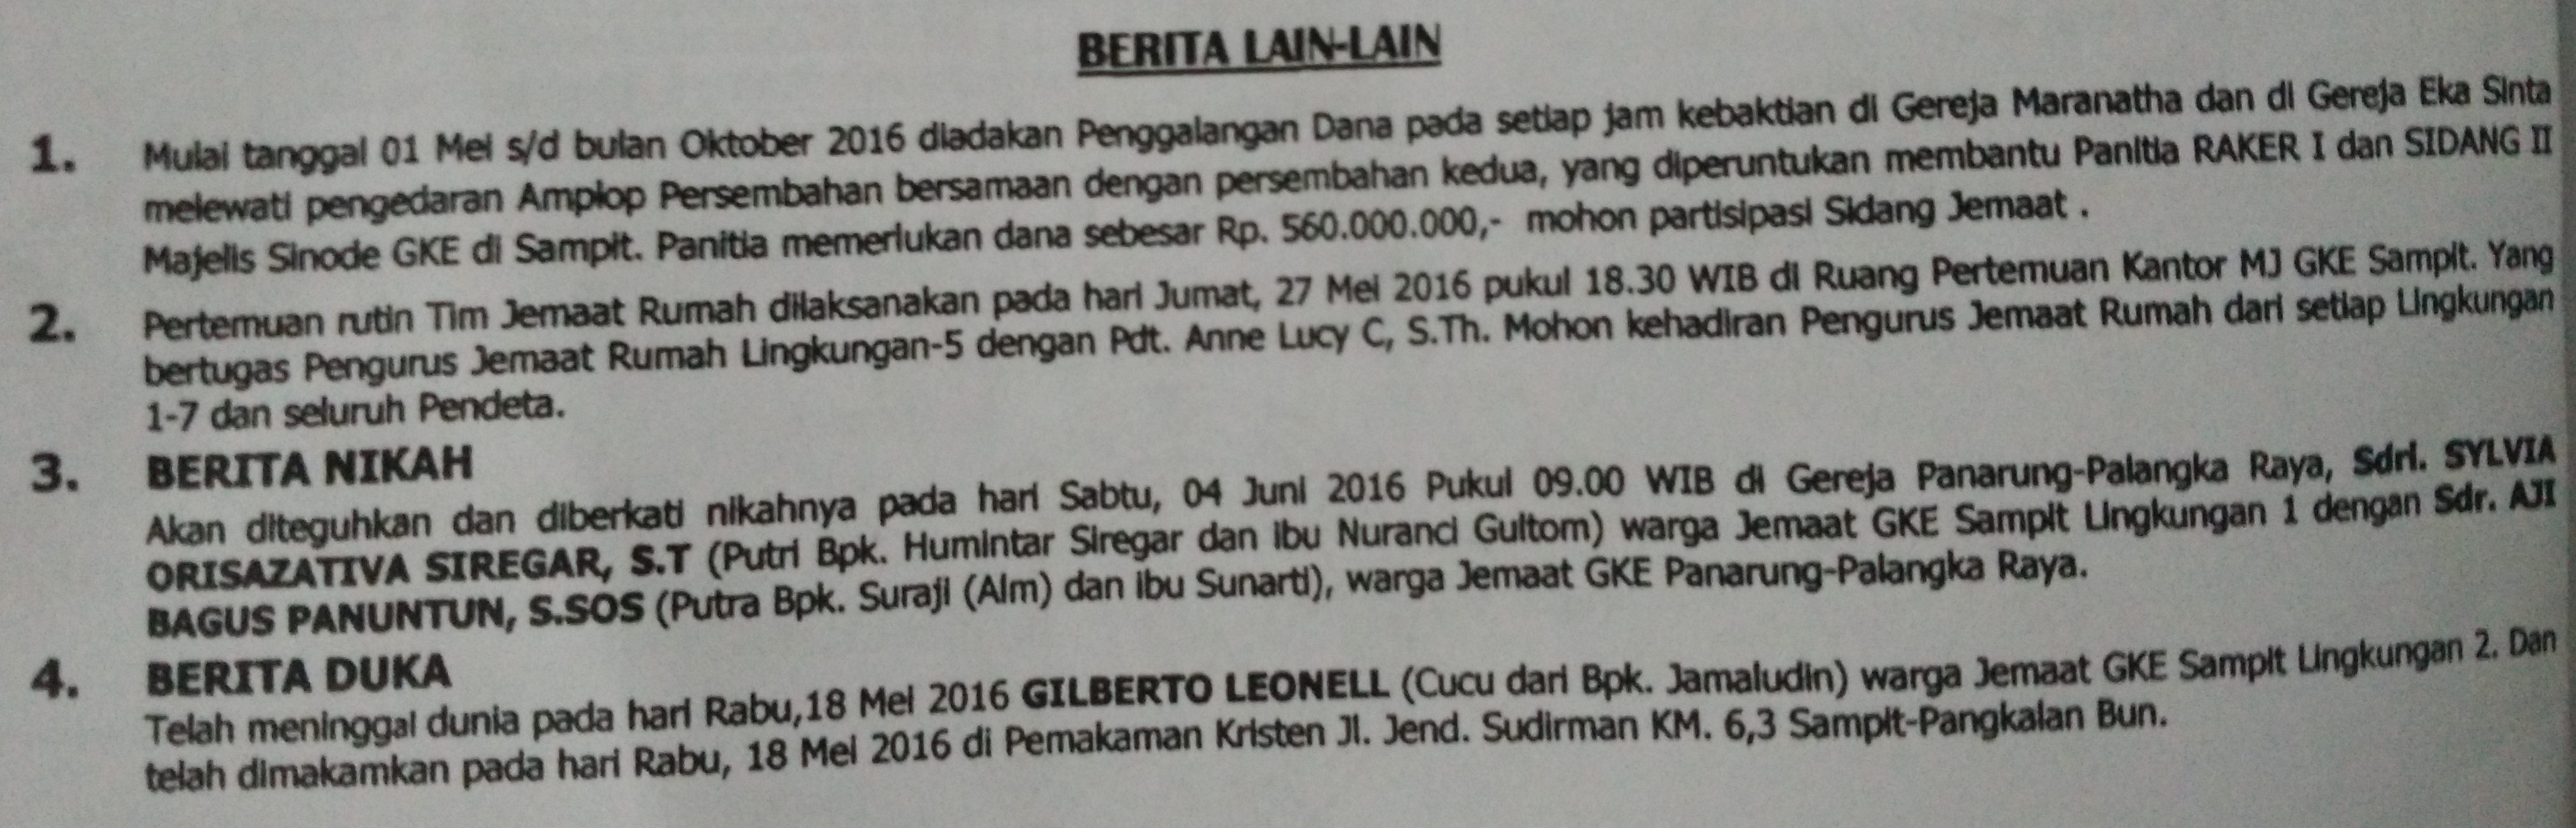 BERITA LAIN-LAIN
1. Mulai tanggal 01 Mei s/d bulan Oktober 2016 diadakan Penggalangan Dana pada setiap jam kebaktian di Gereja Maranatha dan di Gereja Eka Sinta
melewati pengedaran Amplop Persembahan bersamaan dengan persembahan kedua, yang diperuntukan membantu Panitia RAKER I dan SIDANG II
Majelis Sinode GKE di Sampit. Panitia memerlukan dana sebesar Rp. 560.000.000,- mohon partisipasi Sidang Jemaat .
2. Pertemuan rutin Tim Jemaat Rumah dilaksanakan pada hari Jumat, 27 Mei 2016 pukul 18.30 WIB di Ruang Pertemuan Kantor MJ GKE Sampit. Yang
bertugas Pengurus Jemaat Rumah Lingkungan-5 dengan Pdt. Anne Lucy C, S.Th. Mohon kehadiran Pengurus Jemaat Rumah dari setiap Lingkungan
1-7 dan seluruh Pendeta.
3. BERITA NIKAH
Akan diteguhkan dan diberkati nikahnya pada hari Sabtu, 04 Juni 2016 Pukul 09.00 WIB di Gereja Panarung-Palangka Raya, Sdri. SYLVIA
ORISAZATIVA SIREGAR, S.T (Putri Bpk. Humintar Siregar dan ibu Nuranci Gultom) warga Jemaat GKE Sampit Lingkungan 1 dengan Sdr. AJI
BAGUS PANUNTUN, S.SOS (Putra Bpk. Suraji (Alm) dan ibu Sunarti), warga Jemaat GKE Panarung-Palangka Raya.
4. BERITA DUKA
Telah meninggal dunia pada hari Rabu,18 Mei 2016 GILBERTO LEONELL (Cucu dari Bpk. Jamaludin) warga Jemaat GKE Sampit Lingkungan 2. Dan
telah dimakamkan pada hari Rabu, 18 Mei 2016 di Pemakaman Kristen Jl. Jend. Sudirman KM. 6,3 Sampit-Pangkalan Bun.